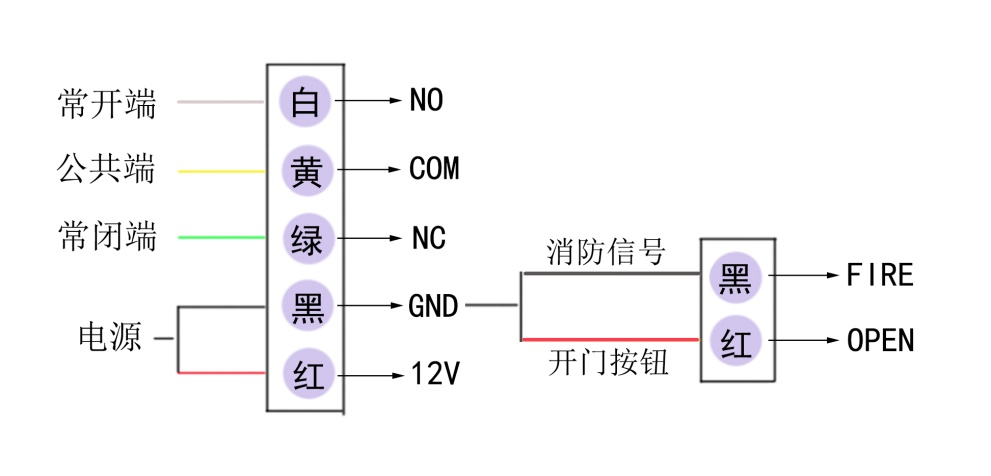 常开端 白 NO
公共端 黄 COM
常闭端 绿 NC
电源
黑 GND
红 12V
消防信号
黑 FIRE
开门按钮
红 OPEN